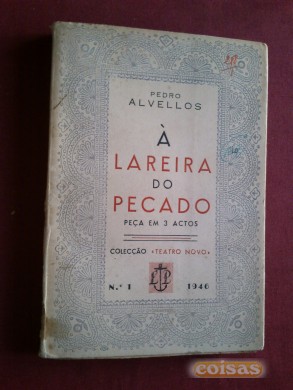 PEDRO
ALVELLOS
À
LAREIRA
DO
PECADO
PEÇA EM 3 ACTOS
COLECÇÃO «TEATRO NOVO»
N.º 1 1946
coisas